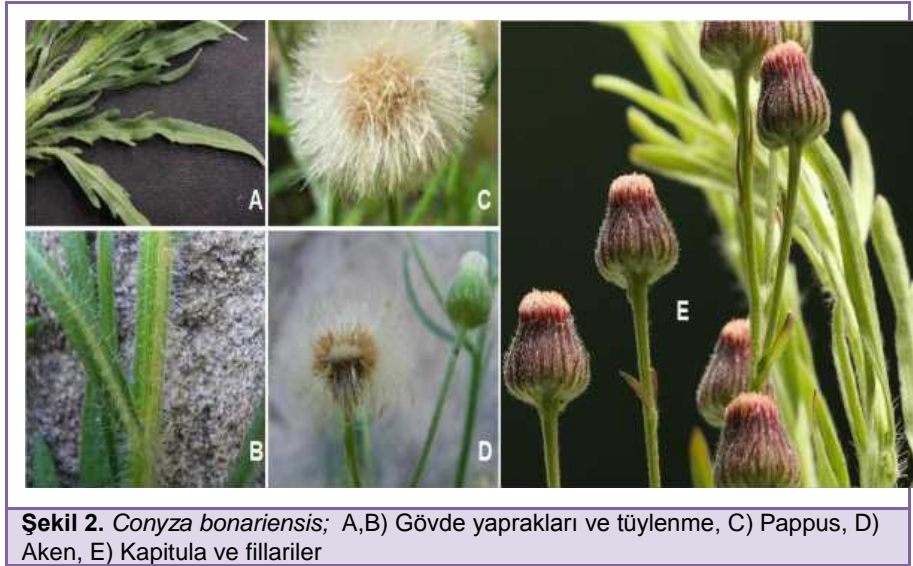 A
C
B
D
E
Şekil 2. Conyza bonariensis; A,B) Gövde yaprakları ve tüylenme, C) Pappus, D)
Aken, E) Kapitula ve fillariler